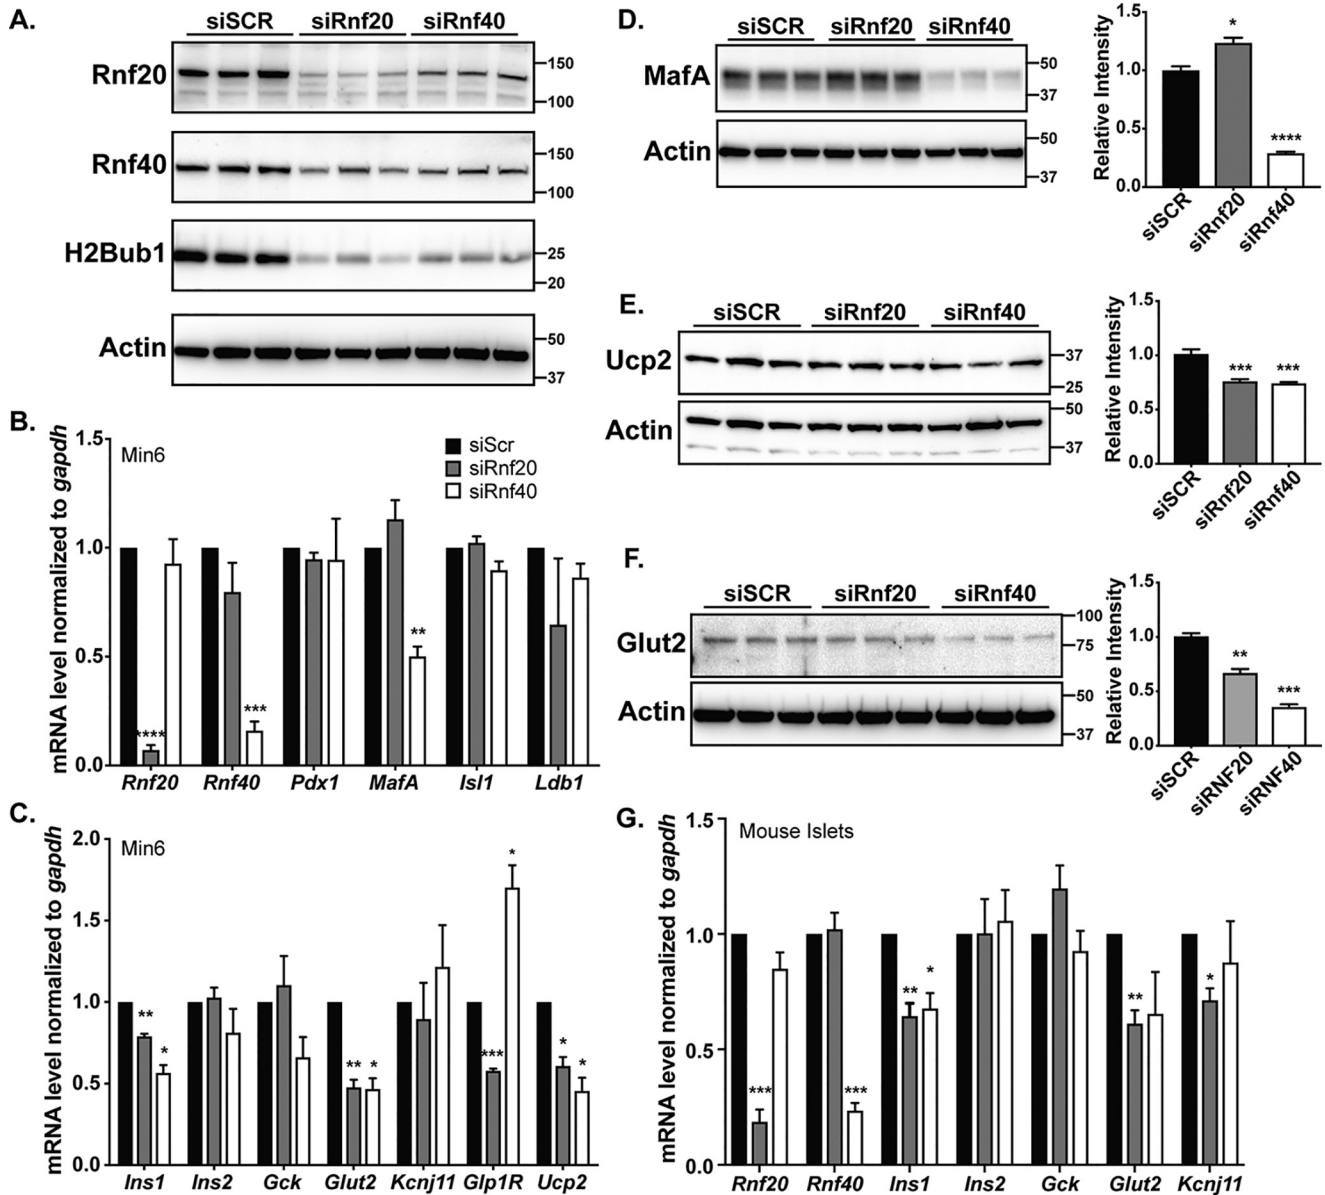 A.
siSCR siRnf20 siRnf40
Rnf20
150
100
Rnf40
150
100
H2Bub1
25
20
Actin
50
37
B.
mRNA level normalized to gapdh
Min6
siScr
siRnf20
siRnf40
1.5
1.0
0.5
0.0
**** *** **
Rnf20 Rnf40 Pdx1 MafA Isl1 Ldb1
C.
mRNA level normalized to gapdh
Min6
2.0
1.5
1.0
0.5
0.0
** * ** * *** * * *
Ins1 Ins2 Gck Glut2 Kcnj11 Glp1R Ucp2
D.
siSCR siRnf20 siRnf40
MafA
50
37
Actin
50
37
Relative Intensity
1.5
1.0
0.5
0.0
* ****
siSCR siRnf20 siRnf40
E.
siSCR siRnf20 siRnf40
Ucp2
37
25
Actin
50
37
Relative Intensity
1.5
1.0
0.5
0.0
*** ***
siSCR siRnf20 siRnf40
F.
siSCR siRnf20 siRnf40
Glut2
100
75
Actin
50
37
Relative Intensity
1.5
1.0
0.5
0.0
** ***
siSCR siRNF20 siRNF40
G.
mRNA level normalized to gapdh
Mouse Islets
1.5
1.0
0.5
0.0
*** *** ** * ** *
Rnf20 Rnf40 Ins1 Ins2 Gck Glut2 Kcnj11